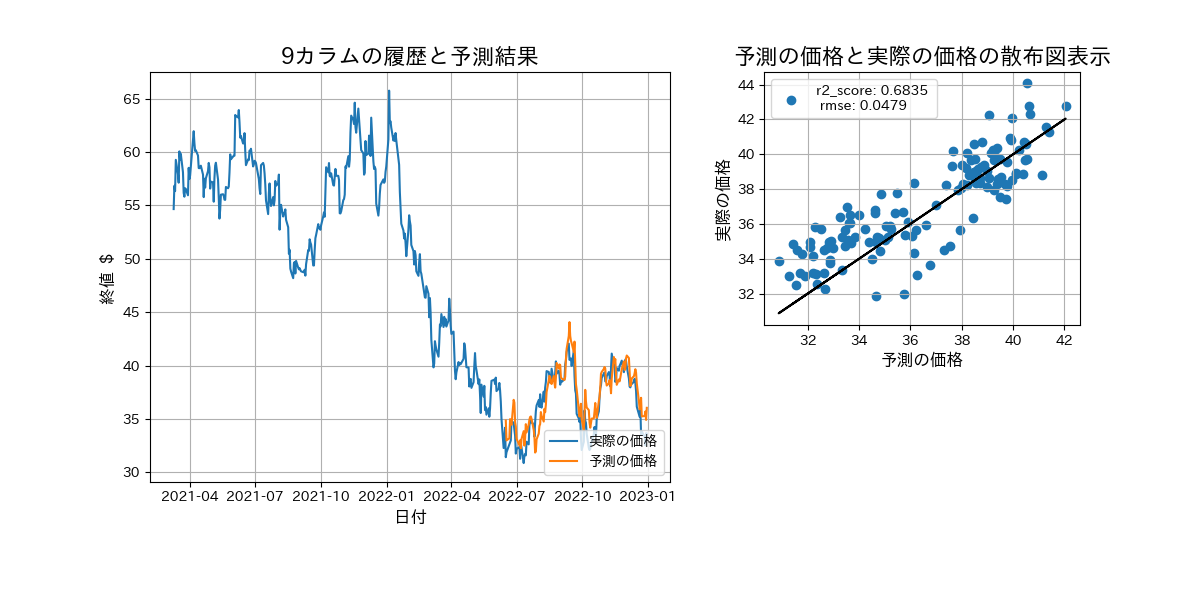 9カラムの履歴と予測結果
終値 $
65
60
55
50
45
40
35
30
2021-04 2021-07 2021-10 2022-01 2022-04 2022-07 2022-10 2023-01
日付
実際の価格
予測の価格
予測の価格と実際の価格の散布図表示
r2_score: 0.6835
rmse: 0.0479
実際の価格
44
42
40
38
36
34
32
32 34 36 38 40 42
予測の価格